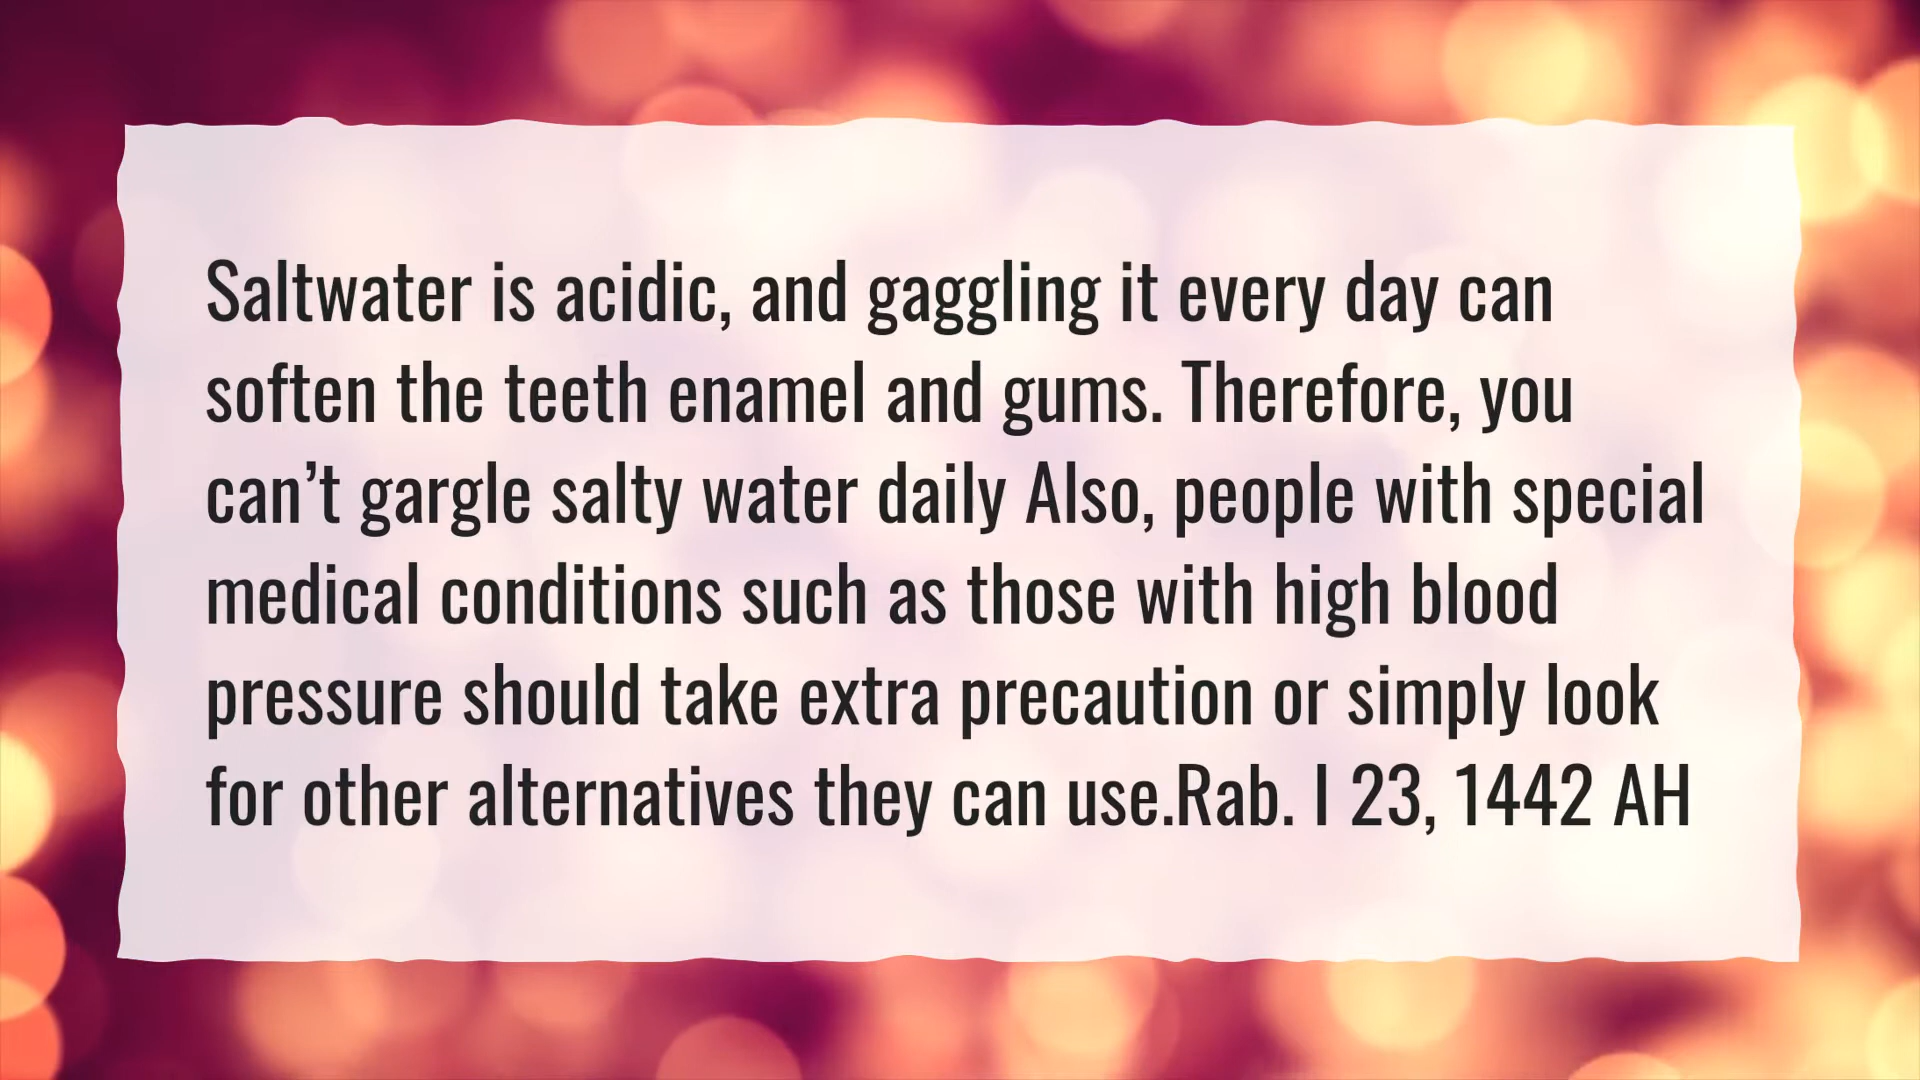 Saltwater is acidic, and gaggling it every day can
soften the teeth enamel and gums. Therefore, you
can’t gargle salty water daily Also, people with special
medical conditions such as those with high blood
pressure should take extra precaution or simply look
for other alternatives they can use.Rab. I 23, 1442 AH